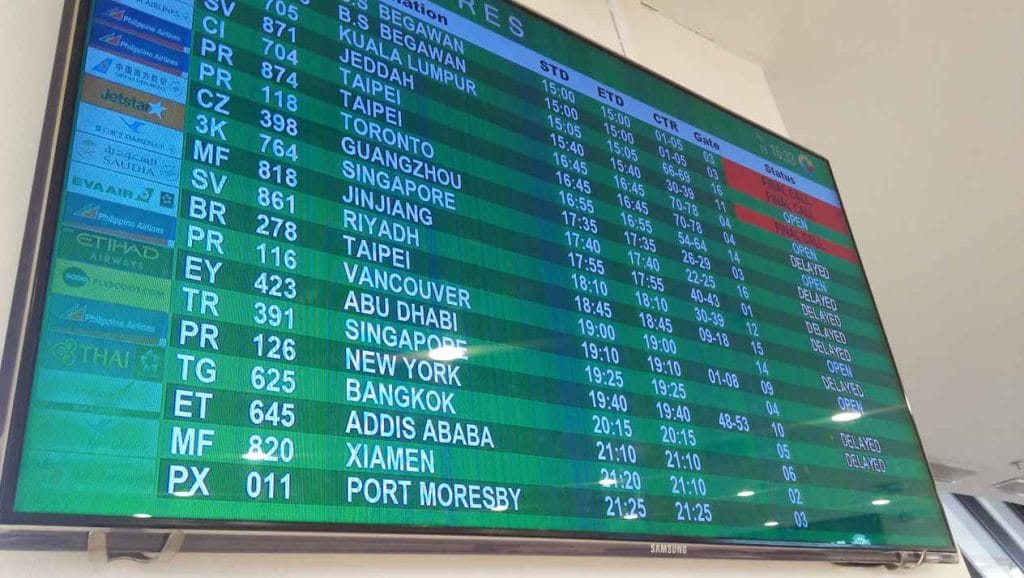 RES
nation STD ETD CTR Gate Status
B.S BEGAWAN 15:00 15:00 01-05 03 FINAL CALL
B.S BEGAWAN 15:00 15:00 01-05 03 FINAL CALL
705 KUALA LUMPUR 15:05 15:05 66-69 16 OPEN
SV 871 JEDDAH 15:40 15:40 30-39 11 FINAL CALL
CI 704 TAIPEI 16:45 16:45 70-78 04 OPEN
PR 874 TAIPEI 16:45 16:45 70-78 04 DELAYED
Philippine Airlines PR 118 TORONTO 16:55 16:55 54-64 14 OPEN
Philippine Airlines CZ 398 GUANGZHOU 17:35 17:35 26-29 03 DELAYED
中国南方航空 3K 764 SINGAPORE 17:40 17:40 22-25 16 DELAYED
Jetstar MF 818 JINJIANG 17:55 17:55 40-43 01 DELAYED
XIAMENAIR SV 861 RIYADH 18:10 18:10 30-39 12 DELAYED
السعودية SAUDIA BR 278 TAIPEI 18:45 18:45 09-18 15 OPEN
EVA AIR PR 116 VANCOUVER 19:00 19:00 14 DELAYED
Philippine Airlines EY 423 ABU DHABI 19:10 19:10 01-08 09 OPEN
ETIHAD AIRWAYS TR 391 SINGAPORE 19:25 19:25 04 DELAYED
FLYSCOOT.COM PR 126 NEW YORK 19:40 19:40 48-53 10 DELAYED
Philippine Airlines TG 625 BANGKOK 20:15 20:15 05
THAI ET 645 ADDIS ABABA 21:10 21:10 06
MF 820 XIAMEN 21:20 21:10 02
PX 011 PORT MORESBY 21:25 21:25 03
SAMSUNG